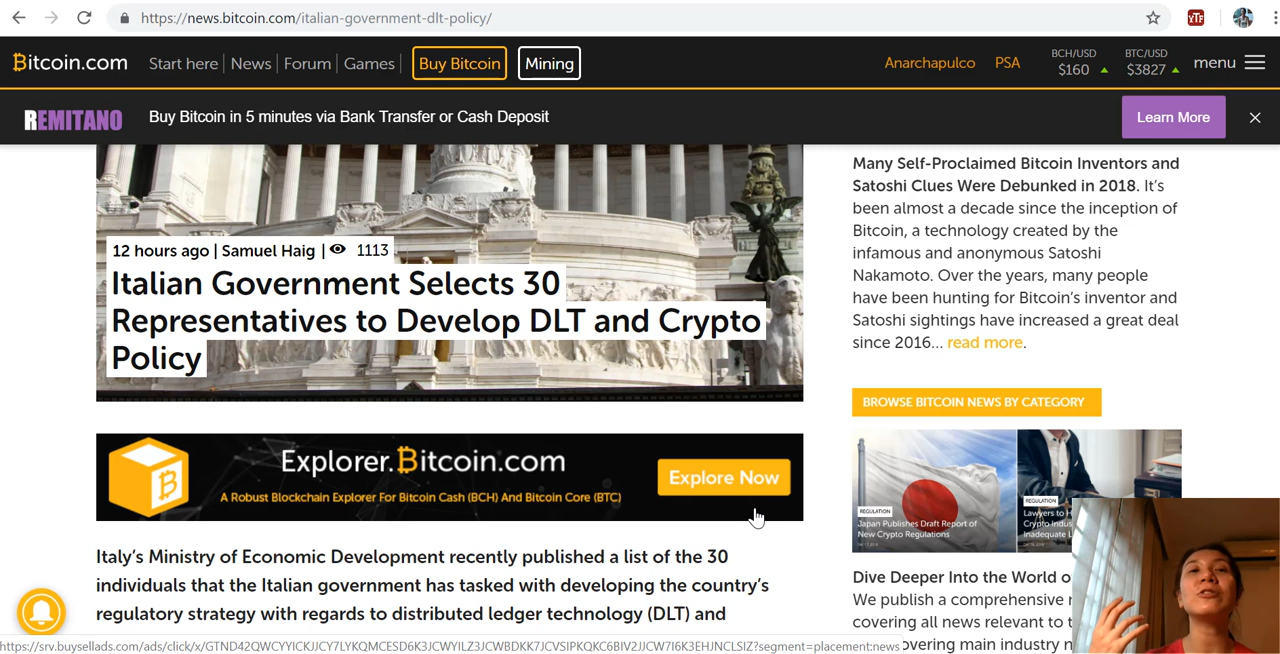 https://news.bitcoin.com/italian-government-dlt-policy/
YTF
Bitcoin.com
Start here | News | Forum | Games | Buy Bitcoin Mining
Anarchapulco PSA
BCH/USD
$160
BTC/USD
$3827
menu
REMITANO
Buy Bitcoin in 5 minutes via Bank Transfer or Cash Deposit
Learn More
12 hours ago | Samuel Haig | 1113
Italian Government Selects 30
Representatives to Develop DLT and Crypto
Policy
Explorer.Bitcoin.com
A Robust Blockchain Explorer For Bitcoin Cash (BCH) And Bitcoin Core (BTC)
Explore Now
Italy's Ministry of Economic Development recently published a list of the 30
individuals that the Italian government has tasked with developing the country's
regulatory strategy with regards to distributed ledger technology (DLT) and
Many Self-Proclaimed Bitcoin Inventors and
Satoshi Clues Were Debunked in 2018. It's
been almost a decade since the inception of
Bitcoin, a technology created by the
infamous and anonymous Satoshi
Nakamoto. Over the years, many people
have been hunting for Bitcoin's inventor and
Satoshi sightings have increased a great deal
since 2016... read more.
BROWSE BITCOIN NEWS BY CATEGORY
REGULATION
Japan Publishes Draft Report of
New Crypto Regulations
REGULATION
Lawyers to H
Crypto Indus
Inadequate L
Dive Deeper Into the World o
We publish a comprehensive
covering all news relevant to t
overing main industry n
https://srv.buysellads.com/ads/click/x/GTND42QWCYYICKJJCY7LYKQMCESD6K3JCWYILZ3JCWBDKK7JCVSIPKQKC6BIV2JJCW7I6K3EHJNCLSIZ?segment=placement:news